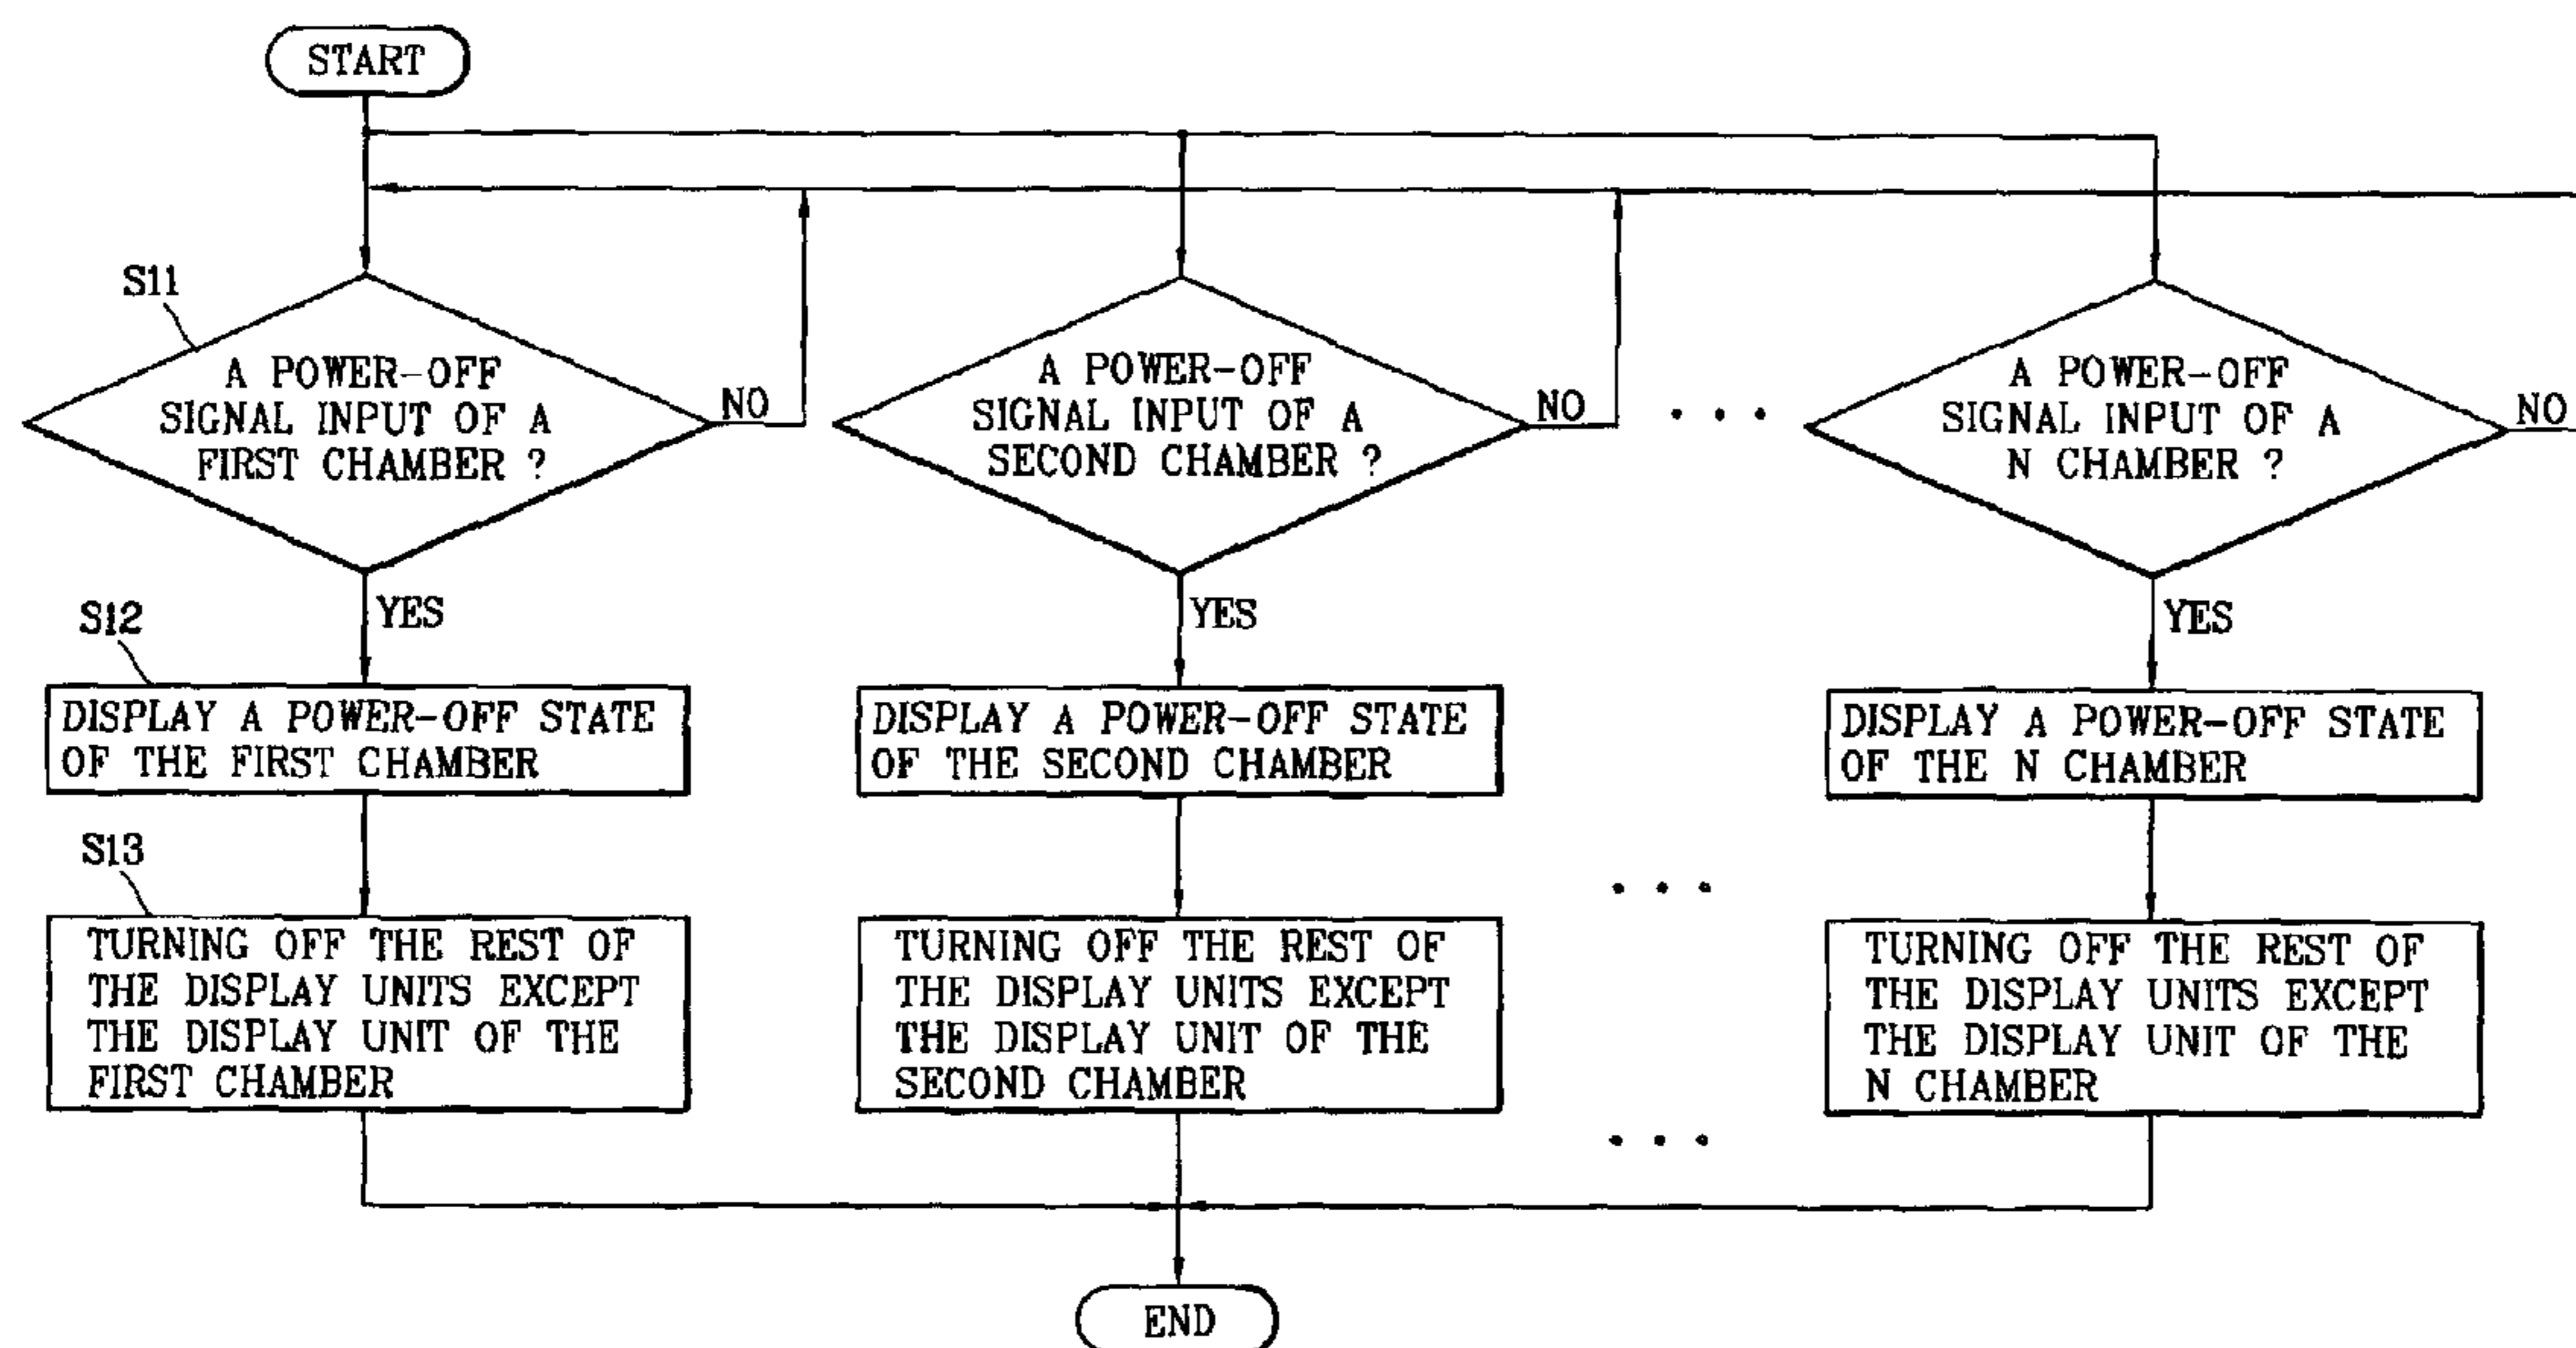 START
S11
A POWER-OFF
SIGNAL INPUT OF A
FIRST CHAMBER ?
NO
A POWER-OFF
SIGNAL INPUT OF A
SECOND CHAMBER ?
NO
A POWER-OFF
SIGNAL INPUT OF A
N CHAMBER ?
NO
YES
YES
YES
S12
DISPLAY A POWER-OFF STATE
OF THE FIRST CHAMBER
DISPLAY A POWER-OFF STATE
OF THE SECOND CHAMBER
DISPLAY A POWER-OFF STATE
OF THE N CHAMBER
S13
TURNING OFF THE REST OF
THE DISPLAY UNITS EXCEPT
THE DISPLAY UNIT OF THE
FIRST CHAMBER
TURNING OFF THE REST OF
THE DISPLAY UNITS EXCEPT
THE DISPLAY UNIT OF THE
SECOND CHAMBER
TURNING OFF THE REST OF
THE DISPLAY UNITS EXCEPT
THE DISPLAY UNIT OF THE
N CHAMBER
END